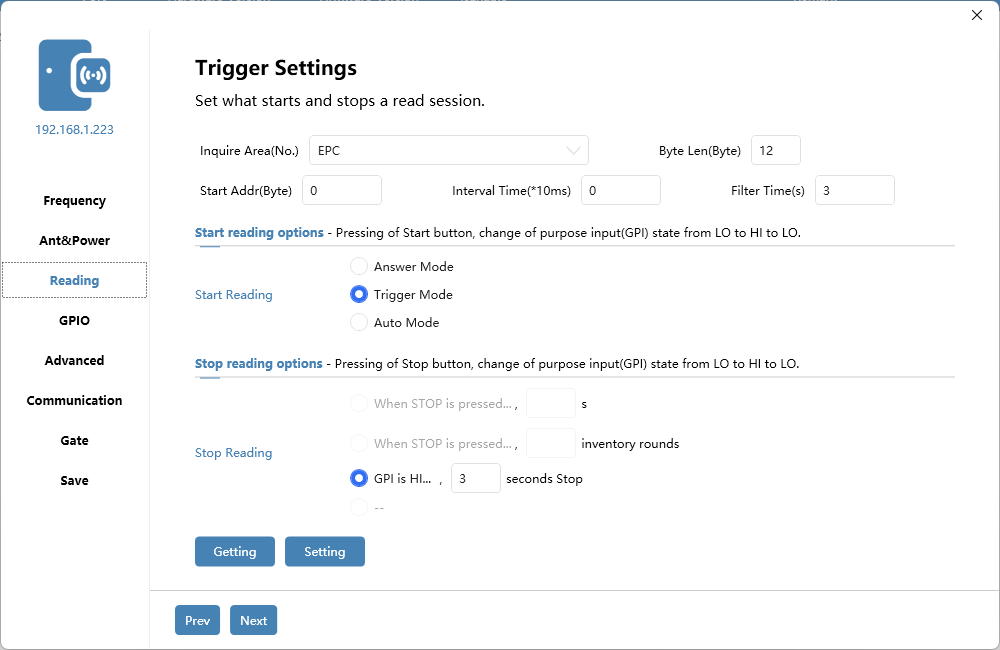 192.168.1.223
Frequency
Ant&Power
Reading
GPIO
Advanced
Communication
Gate
Save
Trigger Settings
Set what starts and stops a read session.
Inquire Area(No.) EPC Byte Len(Byte) 12
Start Addr(Byte) 0 Interval Time(*10ms) 0 Filter Time(s) 3
Start reading options - Pressing of Start button, change of purpose input(GPI) state from LO to HI to LO.
Start Reading
Answer Mode
Trigger Mode
Auto Mode
Stop reading options - Pressing of Stop button, change of purpose input(GPI) state from LO to HI to LO.
Stop Reading
When STOP is pressed... , s
When STOP is pressed... , inventory rounds
GPI is HI... , 3 seconds Stop
--
Getting Setting
Prev Next